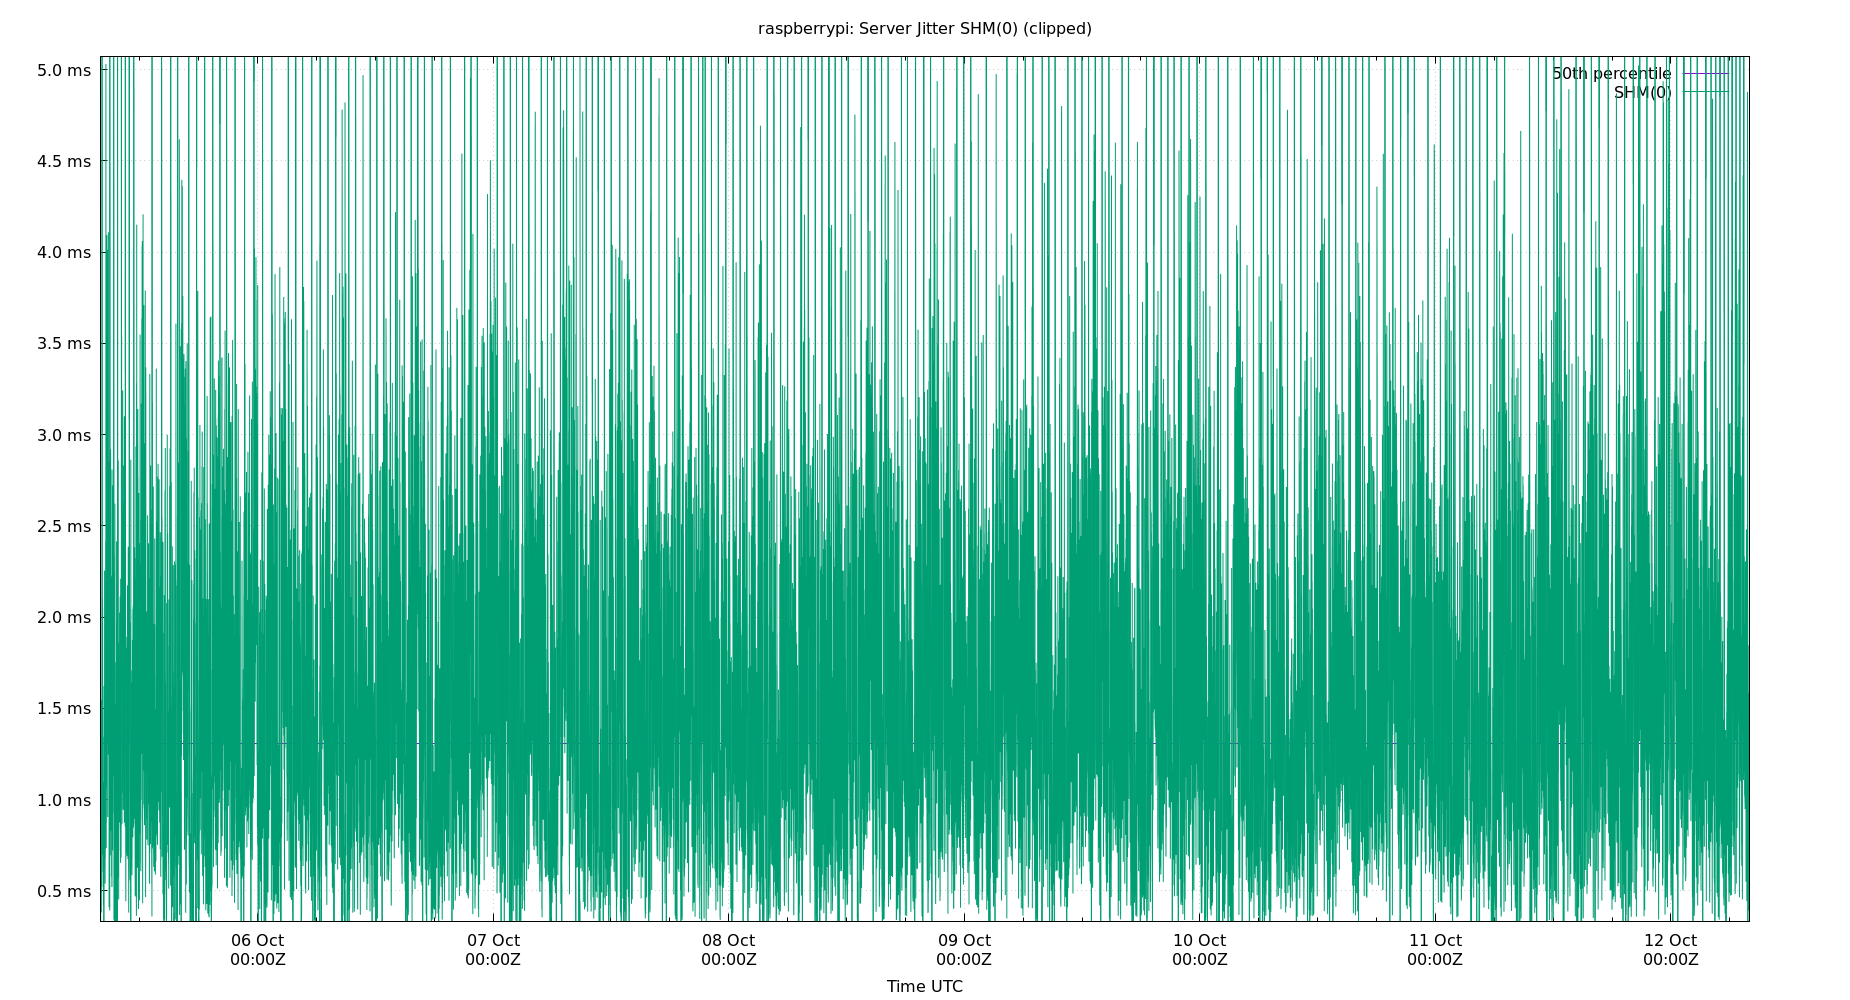 raspberrypi: Server Jitter SHM(0) (clipped)
5.0 ms
50th percentile
SHM(0)
4.5 ms
4.0 ms
3.5 ms
3.0 ms
2.5 ms
2.0 ms
1.5 ms
1.0 ms
0.5 ms
06 Oct 07 Oct 08 Oct 09 Oct 10 Oct 11 Oct 12 Oct
00:00Z 00:00Z 00:00Z 00:00Z 00:00Z 00:00Z 00:00Z
Time UTC